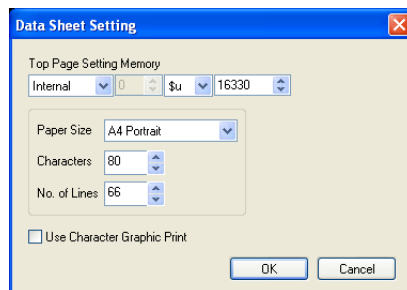 Data Sheet Setting
Top Page Setting Memory
Internal 0 $u 16330
Paper Size A4 Portrait
Characters 80
No. of Lines 66
Use Character Graphic Print
OK Cancel